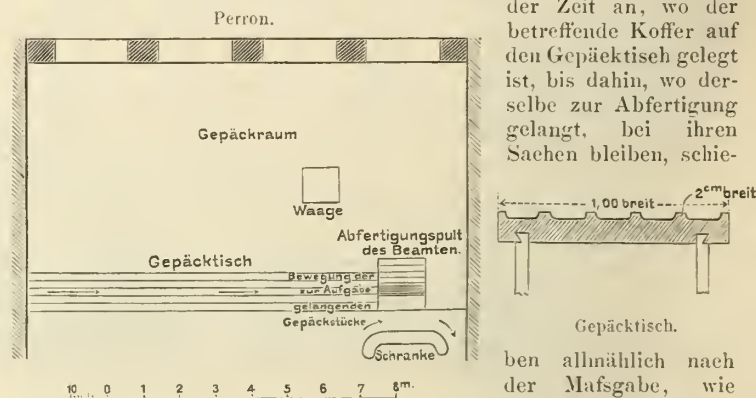 Perron.
Gepäckraum
Waage
Abfertigungspult
des Beamten.
Gepäcktisch
Bewegung der
zur Aufgabe
gelangenden
Gepäckstücke
Schranke
10 0 1 2 3 4 5 6 7 8m.
der Zeit an, wo der
betreffende Koffer auf
den Gepäcktisch gelegt
ist, bis dahin, wo der-
selbe zur Abfertigung
gelangt, bei ihren
Sachen bleiben, schie-
2cm breit
1,00 breit
Gepäcktisch.
ben allmählich nach
der Mafsgabe, wie